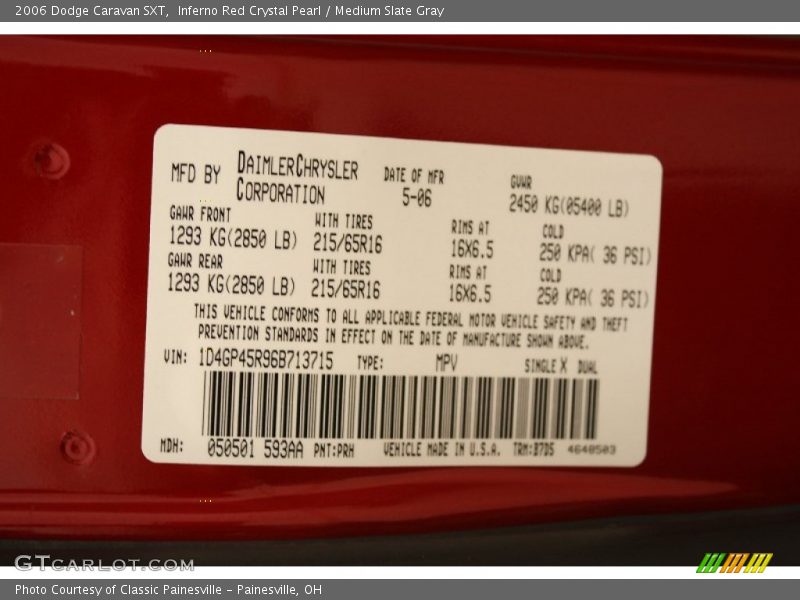 2006 Dodge Caravan SXT, Inferno Red Crystal Pearl / Medium Slate Gray
MFD BY DAIMLERCHRYSLER CORPORATION
DATE OF MFR 5-06
GVWR 2450 KG(05400 LB)
GAWR FRONT WITH TIRES RIMS AT COLD
1293 KG(2850 LB) 215/65R16 16X6.5 250 KPA( 36 PSI)
GAWR REAR WITH TIRES RIMS AT COLD
1293 KG(2850 LB) 215/65R16 16X6.5 250 KPA( 36 PSI)
THIS VEHICLE CONFORMS TO ALL APPLICABLE FEDERAL MOTOR VEHICLE SAFETY AND THEFT
PREVENTION STANDARDS IN EFFECT ON THE DATE OF MANUFACTURE SHOWN ABOVE.
VIN: 1D4GP45R96B713715 TYPE: MPV SINGLE X DUAL
MDH: 050501 593AA PNT:PRH VEHICLE MADE IN U.S.A. TRM:B7D5 4648503
GTCARLOT.COM
Photo Courtesy of Classic Painesville – Painesville, OH